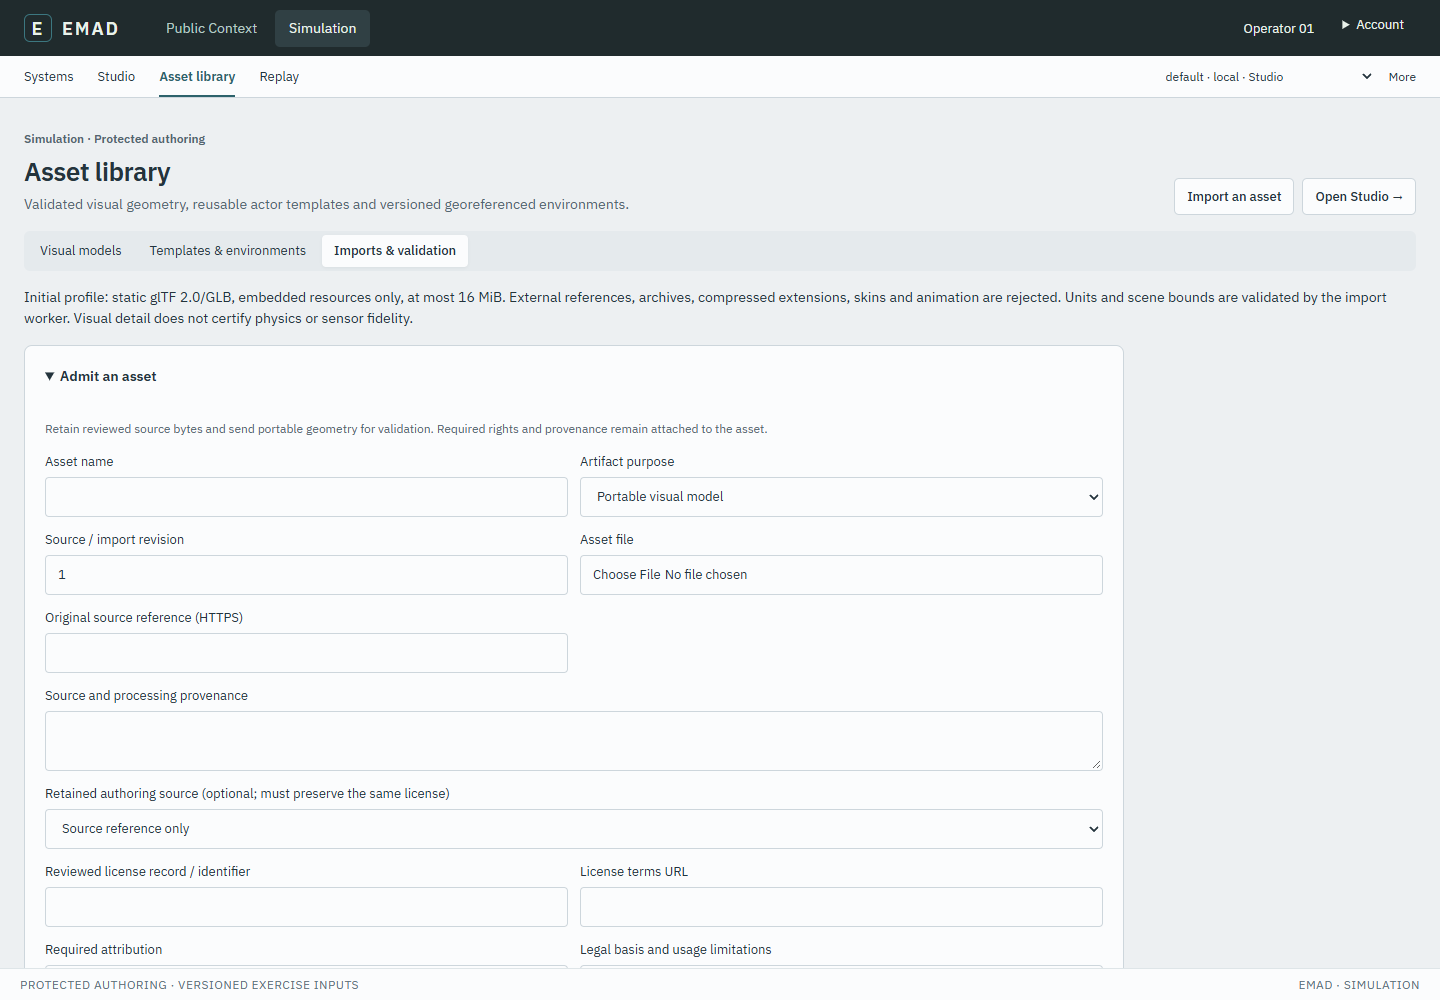 E EMAD Public Context Simulation Operator 01 ▶ Account
Systems Studio Asset library Replay default · local · Studio More
Simulation · Protected authoring
Asset library
Validated visual geometry, reusable actor templates and versioned georeferenced environments.
Import an asset Open Studio →
Visual models Templates & environments Imports & validation
Initial profile: static glTF 2.0/GLB, embedded resources only, at most 16 MiB. External references, archives, compressed extensions, skins and animation are rejected. Units and scene bounds are validated by the import
worker. Visual detail does not certify physics or sensor fidelity.
▼ Admit an asset
Retain reviewed source bytes and send portable geometry for validation. Required rights and provenance remain attached to the asset.
Asset name Artifact purpose
Portable visual model
Source / import revision Asset file
1 Choose File No file chosen
Original source reference (HTTPS)
Source and processing provenance
Retained authoring source (optional; must preserve the same license)
Source reference only
Reviewed license record / identifier License terms URL
Required attribution Legal basis and usage limitations
PROTECTED AUTHORING · VERSIONED EXERCISE INPUTS EMAD · SIMULATION